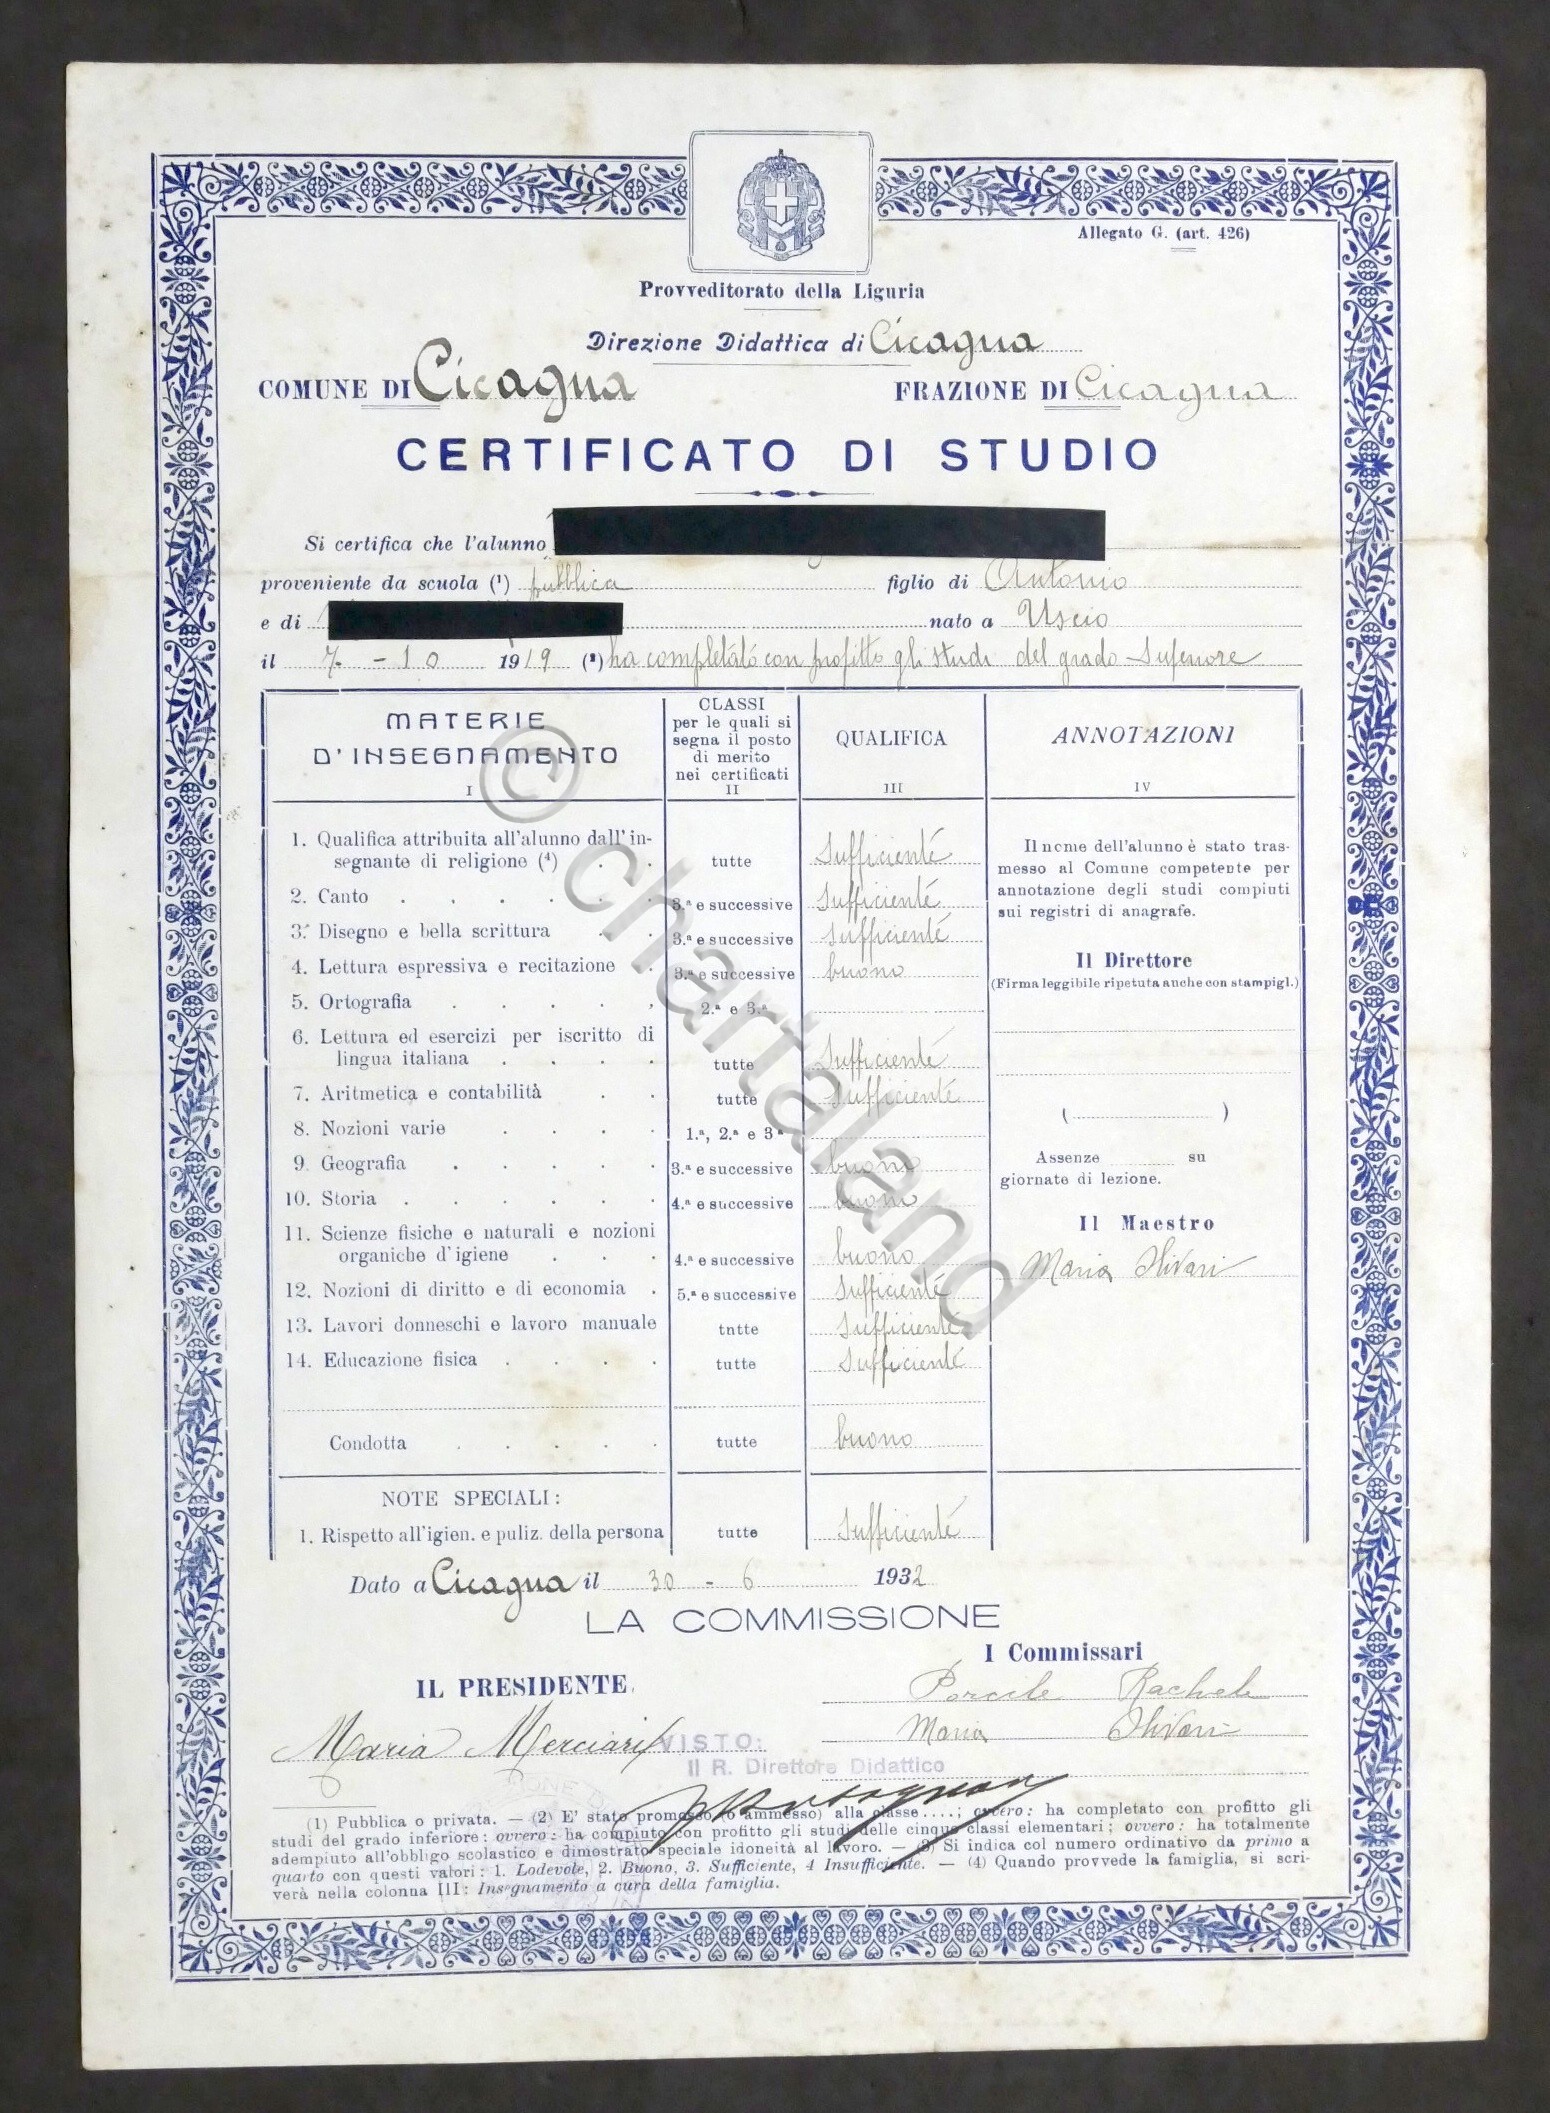 Allegato G. (art. 426)
Provveditorato della Liguria
Direzione Didattica di Cicagna
COMUNE DI Cicagna FRAZIONE DI Cicagna
CERTIFICATO DI STUDIO
Si certifica che l'alunno
proveniente da scuola (1) pubblica figlio di Antonio
e di nato a Uscio
il 7 - 10 1919 (2) ha completato con profitto gli studi del grado Superiore
MATERIE D'INSEGNAMENTO I
CLASSI per le quali si segna il posto di merito nei certificati II
QUALIFICA III
ANNOTAZIONI IV
1. Qualifica attribuita all'alunno dall'in-
segnante di religione (4) . . tutte Sufficiente
2. Canto . . . . . . 3.ª e successive Sufficiente
3. Disegno e bella scrittura . . 3.ª e successive Sufficiente
4. Lettura espressiva e recitazione . 3.ª e successive buono
5. Ortografia . . . . . 2.ª e 3.ª
6. Lettura ed esercizi per iscritto di
lingua italiana . . . . tutte Sufficiente
7. Aritmetica e contabilità . . tutte Sufficiente
8. Nozioni varie . . . . 1.ª, 2.ª e 3ª
9. Geografia . . . . . 3.ª e successive buono
10. Storia . . . . . . 4.ª e successive buono
11. Scienze fisiche e naturali e nozioni
organiche d'igiene . . . 4.ª e successive buono
12. Nozioni di diritto e di economia . 5.ª e successive Sufficiente
13. Lavori donneschi e lavoro manuale tntte Sufficiente
14. Educazione fisica . . . . tutte Sufficiente
Condotta . . . . . tutte buono
NOTE SPECIALI:
1. Rispetto all'igien. e puliz. della persona tutte Sufficiente
Il nome dell'alunno è stato tras-
messo al Comune competente per
annotazione degli studi compiuti
sui registri di anagrafe.
Il Direttore
(Firma leggibile ripetuta anche con stampigl.)
( )
Assenze su
giornate di lezione.
Il Maestro
Maria Olivari
Dato a Cicagna il 30 - 6 1932
LA COMMISSIONE
I Commissari
IL PRESIDENTE
Porcile Rachele
Maria Olivari
Maria
VISTO:
Il R. Direttore Didattico
(1) Pubblica o privata. — (2) E' stato promosso (o ammesso) alla classe ....; ovvero: ha completato con profitto gli
studi del grado inferiore: ovvero: ha compiuto con profitto gli studi delle cinque classi elementari; ovvero: ha totalmente
adempiuto all'obbligo scolastico e dimostrato speciale idoneità al lavoro. — (3) Si indica col numero ordinativo da primo a
quarto con questi valori: 1. Lodevole, 2. Buono, 3. Sufficiente, 4 Insufficiente. — (4) Quando provvede la famiglia, si scri-
verà nella colonna III: Insegnamento a cura della famiglia.
© chartaland